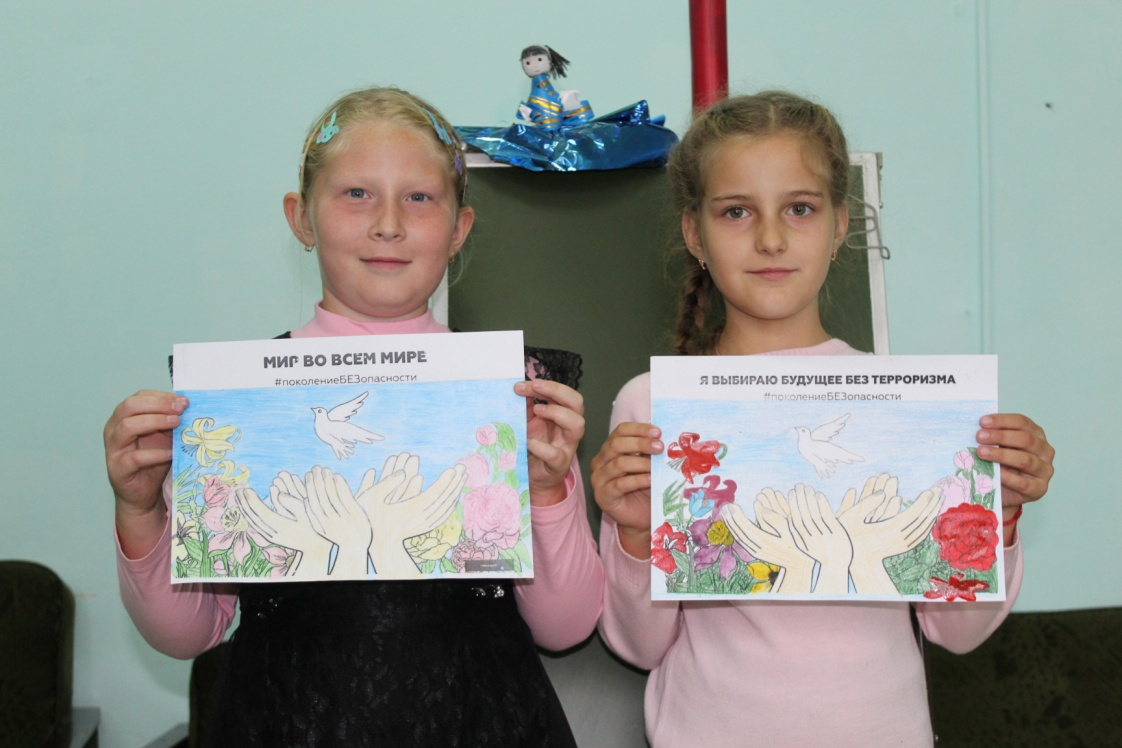 МИР ВО ВСЕМ МИРЕ
#поколениеБЕЗопасности
Я ВЫБИРАЮ БУДУЩЕЕ БЕЗ ТЕРРОРИЗМА
#поколениеБЕЗопасности